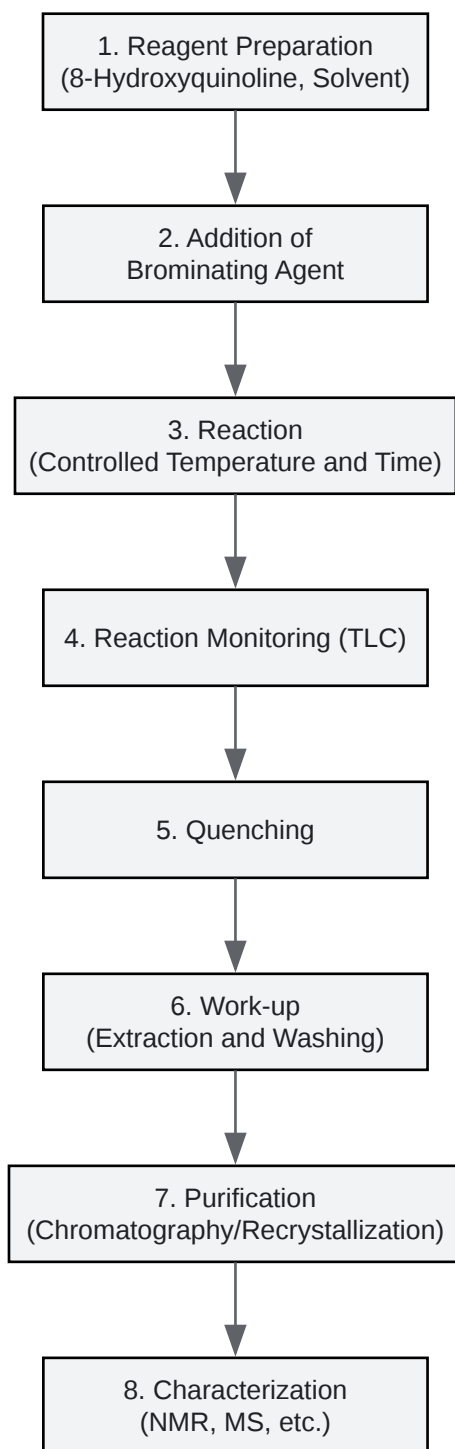 1. Reagent Preparation
(8-Hydroxyquinoline, Solvent)
2. Addition of
Brominating Agent
3. Reaction
(Controlled Temperature and Time)
4. Reaction Monitoring (TLC)
5. Quenching
6. Work-up
(Extraction and Washing)
7. Purification
(Chromatography/Recrystallization)
8. Characterization
(NMR, MS, etc.)